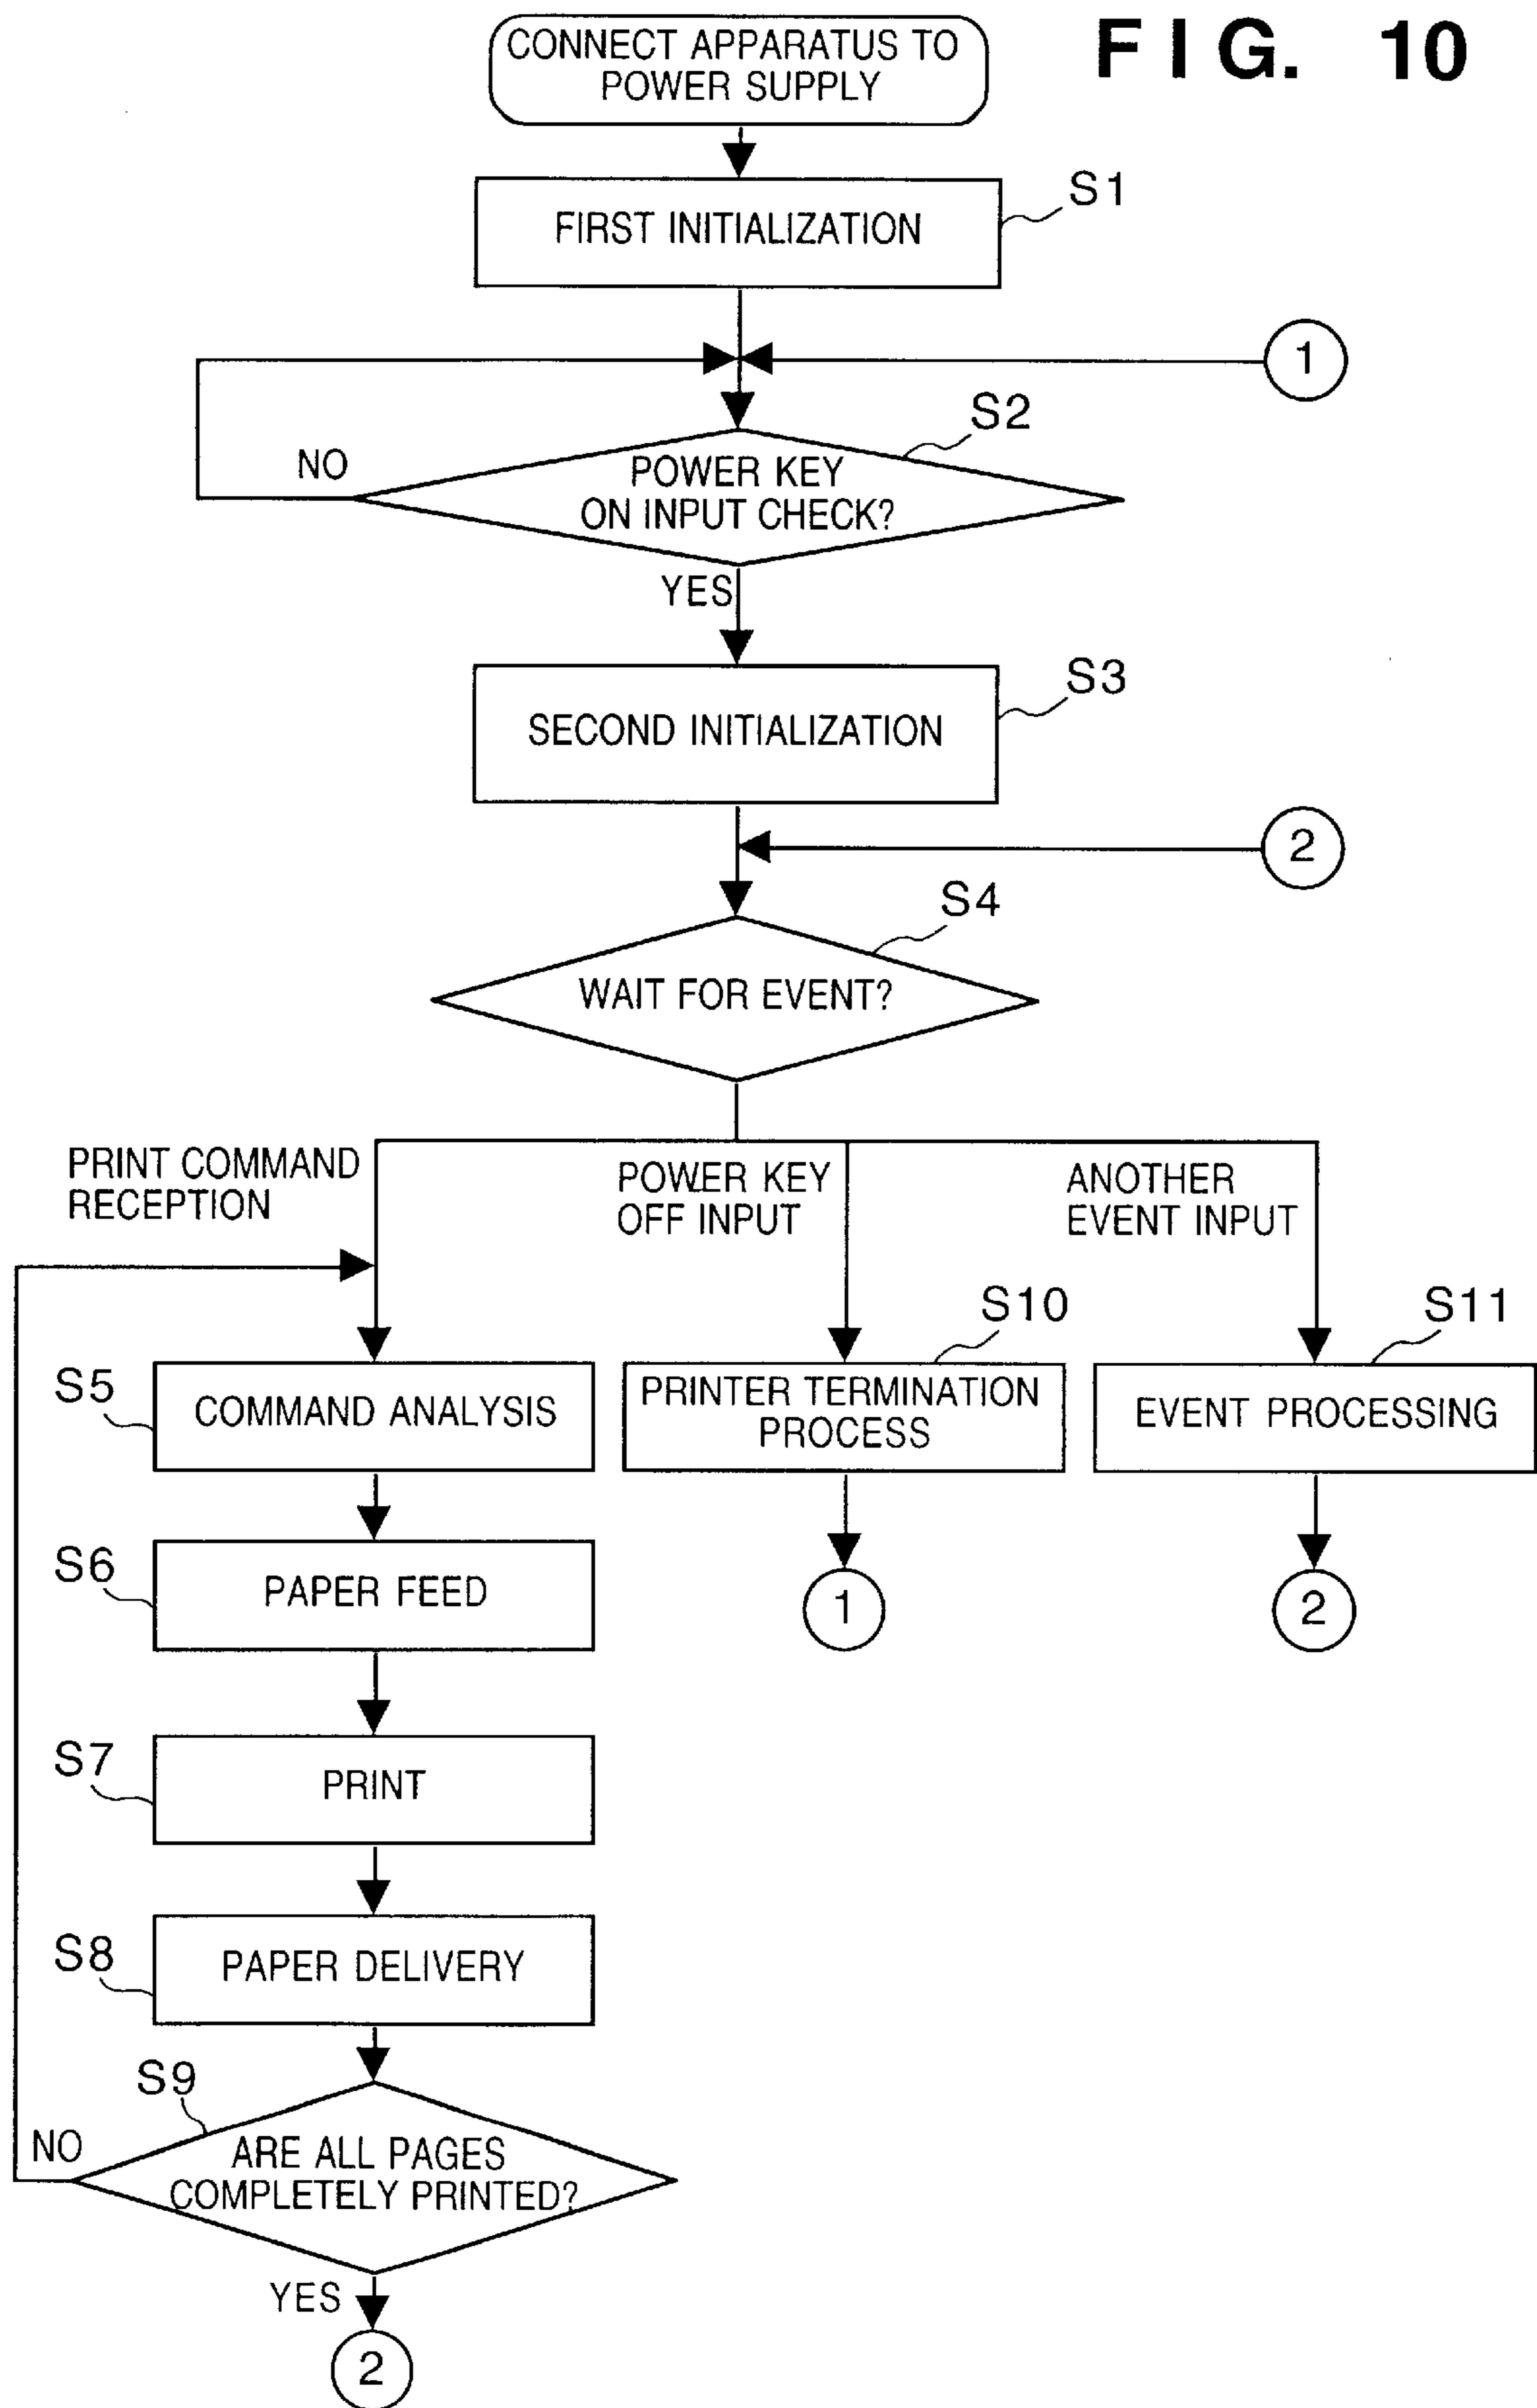 FIG. 10
CONNECT APPARATUS TO
POWER SUPPLY
S1
FIRST INITIALIZATION
1
S2
NO
POWER KEY
ON INPUT CHECK?
YES
S3
SECOND INITIALIZATION
2
S4
WAIT FOR EVENT?
PRINT COMMAND
RECEPTION
POWER KEY
OFF INPUT
ANOTHER
EVENT INPUT
S10
S11
S5
COMMAND ANALYSIS
PRINTER TERMINATION
PROCESS
EVENT PROCESSING
S6
PAPER FEED
1
2
S7
PRINT
S8
PAPER DELIVERY
S9
NO
ARE ALL PAGES
COMPLETELY PRINTED?
YES
2